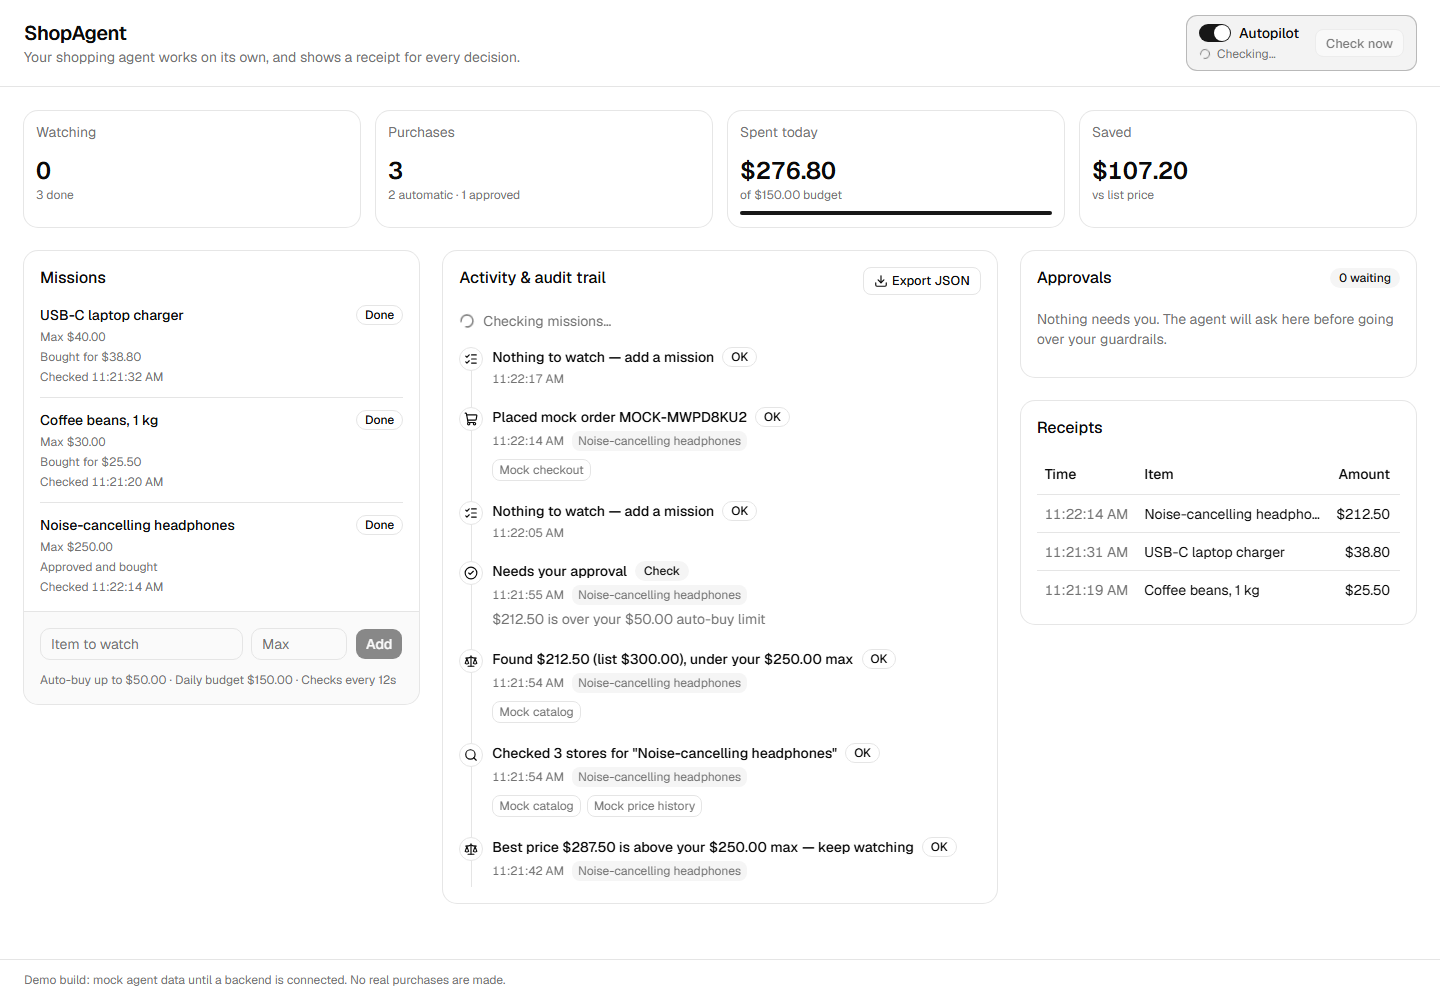 ShopAgent
Your shopping agent works on its own, and shows a receipt for every decision.
Autopilot
Checking…
Check now
Watching
0
3 done
Purchases
3
2 automatic · 1 approved
Spent today
$276.80
of $150.00 budget
Saved
$107.20
vs list price
Missions
USB-C laptop charger
Done
Max $40.00
Bought for $38.80
Checked 11:21:32 AM
Coffee beans, 1 kg
Done
Max $30.00
Bought for $25.50
Checked 11:21:20 AM
Noise-cancelling headphones
Done
Max $250.00
Approved and bought
Checked 11:22:14 AM
Item to watch
Max
Add
Auto-buy up to $50.00 · Daily budget $150.00 · Checks every 12s
Activity & audit trail
Export JSON
Checking missions…
Nothing to watch — add a mission OK
11:22:17 AM
Placed mock order MOCK-MWPD8KU2 OK
11:22:14 AM Noise-cancelling headphones
Mock checkout
Nothing to watch — add a mission OK
11:22:05 AM
Needs your approval Check
11:21:55 AM Noise-cancelling headphones
$212.50 is over your $50.00 auto-buy limit
Found $212.50 (list $300.00), under your $250.00 max OK
11:21:54 AM Noise-cancelling headphones
Mock catalog
Checked 3 stores for "Noise-cancelling headphones" OK
11:21:54 AM Noise-cancelling headphones
Mock catalog Mock price history
Best price $287.50 is above your $250.00 max — keep watching OK
11:21:42 AM Noise-cancelling headphones
Approvals
0 waiting
Nothing needs you. The agent will ask here before going
over your guardrails.
Receipts
Time Item Amount
11:22:14 AM Noise-cancelling headpho… $212.50
11:21:31 AM USB-C laptop charger $38.80
11:21:19 AM Coffee beans, 1 kg $25.50
Demo build: mock agent data until a backend is connected. No real purchases are made.